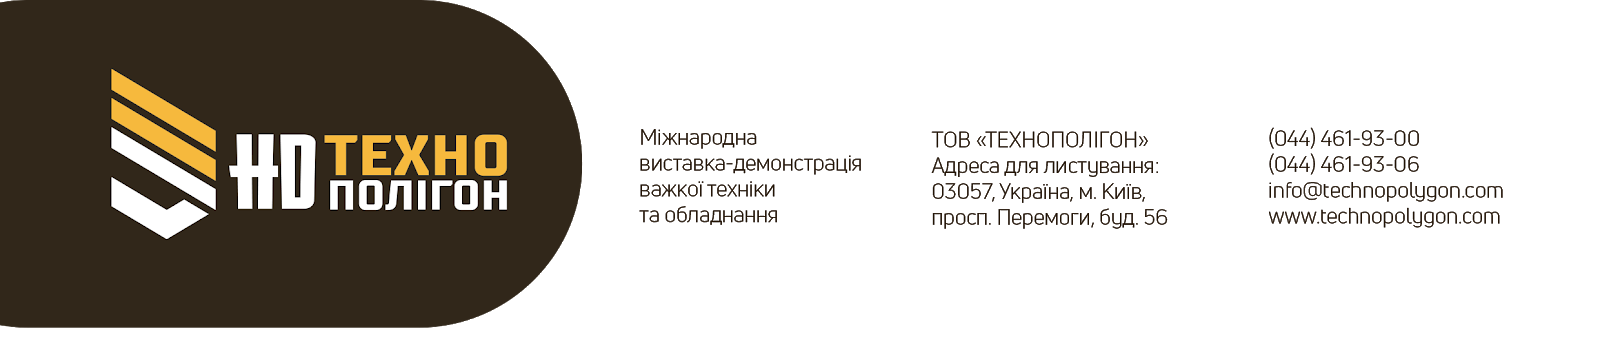 HD ТЕХНО
ПОЛІГОН
Міжнародна
виставка-демонстрація
важкої техніки
та обладнання
ТОВ «ТЕХНОПОЛІГОН»
Адреса для листування:
03057, Україна, м. Київ,
просп. Перемоги, буд. 56
(044) 461-93-00
(044) 461-93-06
info@technopolygon.com
www.technopolygon.com